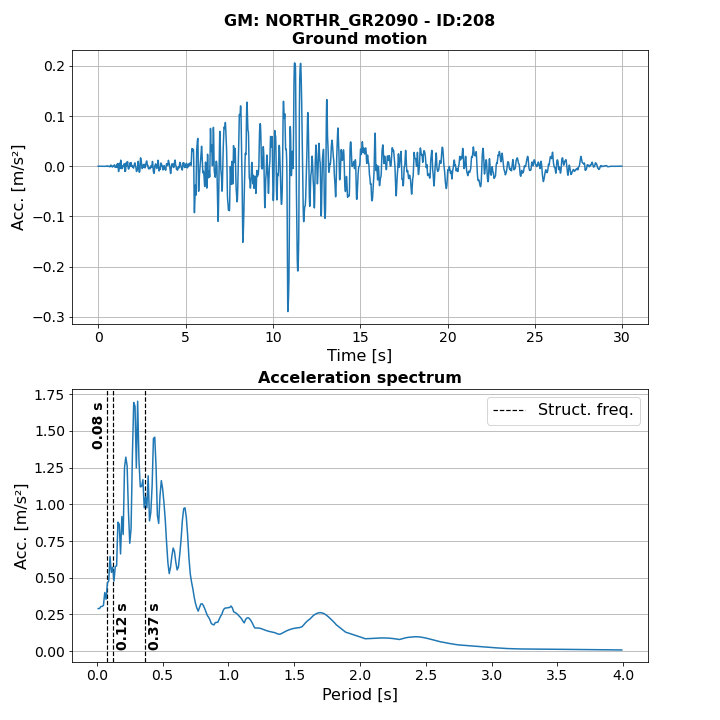 GM: NORTHR_GR2090 - ID:208
Ground motion
0.2
0.1
0.0
−0.1
−0.2
−0.3
Acc. [m/s²]
0
5
10
15
20
25
30
Time [s]
Acceleration spectrum
1.75
1.50
1.25
1.00
0.75
0.50
0.25
0.00
Acc. [m/s²]
0.08 s
0.12 s
0.37 s
Struct. freq.
0.0
0.5
1.0
1.5
2.0
2.5
3.0
3.5
4.0
Period [s]